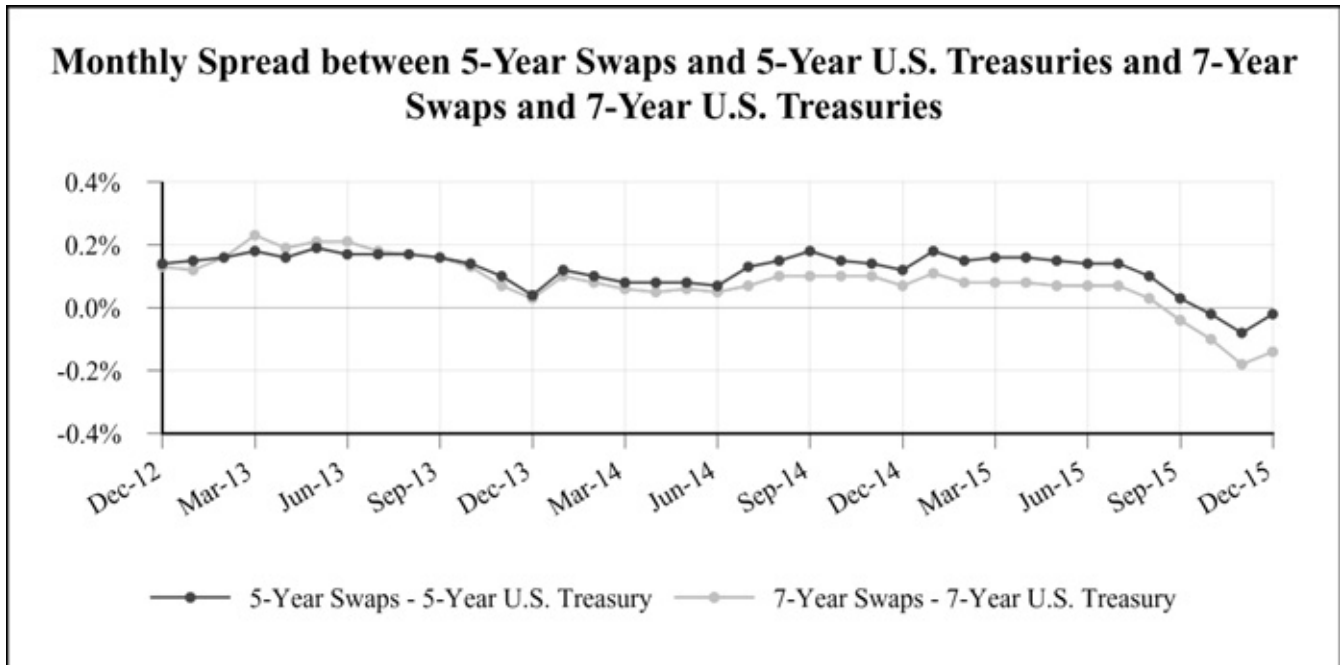 Monthly Spread between 5-Year Swaps and 5-Year U.S. Treasuries and 7-Year
Swaps and 7-Year U.S. Treasuries
0.4%
0.2%
0.0%
-0.2%
-0.4%
Dec-12
Mar-13
Jun-13
Sep-13
Dec-13
Mar-14
Jun-14
Sep-14
Dec-14
Mar-15
Jun-15
Sep-15
Dec-15
5-Year Swaps - 5-Year U.S. Treasury
7-Year Swaps - 7-Year U.S. Treasury